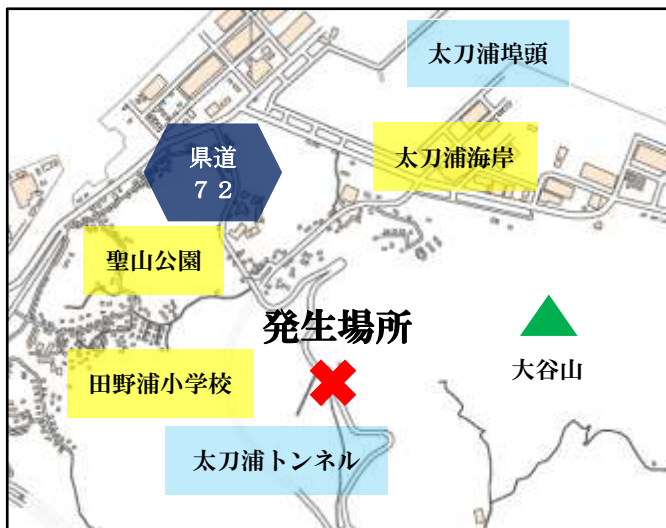 太刀浦埠頭
県道
７２
太刀浦海岸
聖山公園
発生場所
大谷山
田野浦小学校
太刀浦トンネル